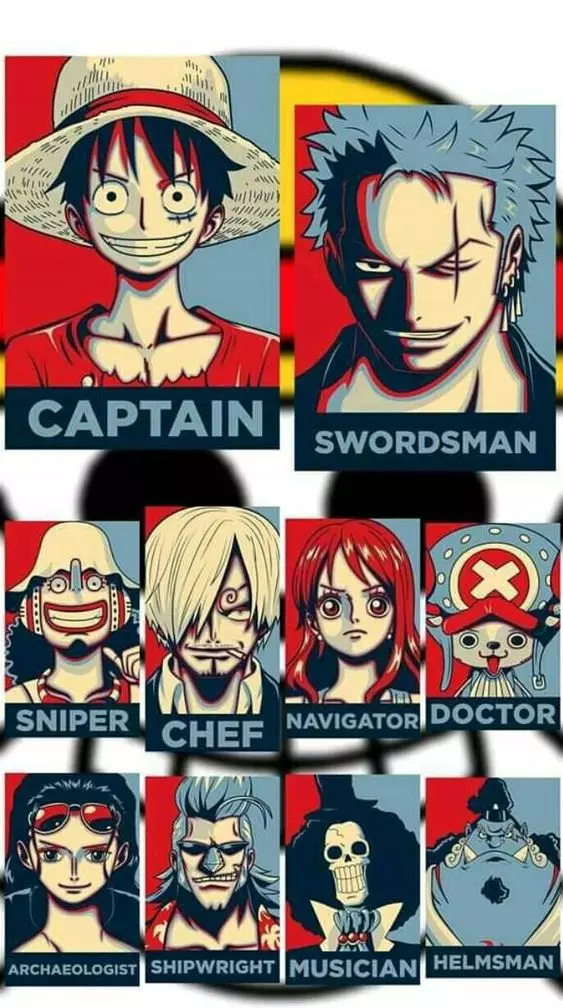 CAPTAIN
SWORDSMAN
SNIPER
CHEF
NAVIGATOR
DOCTOR
ARCHAEOLOGIST
SHIPWRIGHT
MUSICIAN
HELMSMAN